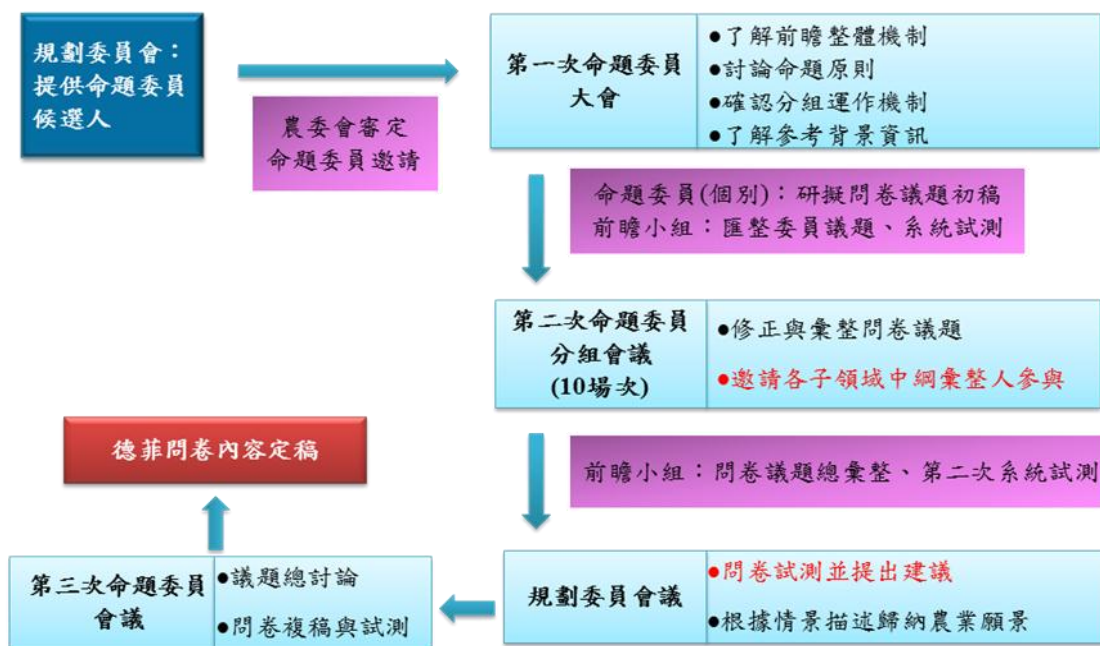 規劃委員會：
提供命題委員
候選人
農委會審定
命題委員邀請
第一次命題委員
大會
●了解前瞻整體機制
●討論命題原則
●確認分組運作機制
●了解參考背景資訊
命題委員(個別)：研擬問卷議題初稿
前瞻小組：匯整委員議題、系統試測
第二次命題委員
分組會議
(10場次)
●修正與彙整問卷議題
●邀請各子領域中綱彙整人參與
前瞻小組：問卷議題總彙整、第二次系統試測
規劃委員會議
●問卷試測並提出建議
●根據情景描述歸納農業願景
第三次命題委員
會議
●議題總討論
●問卷複稿與試測
德菲問卷內容定稿